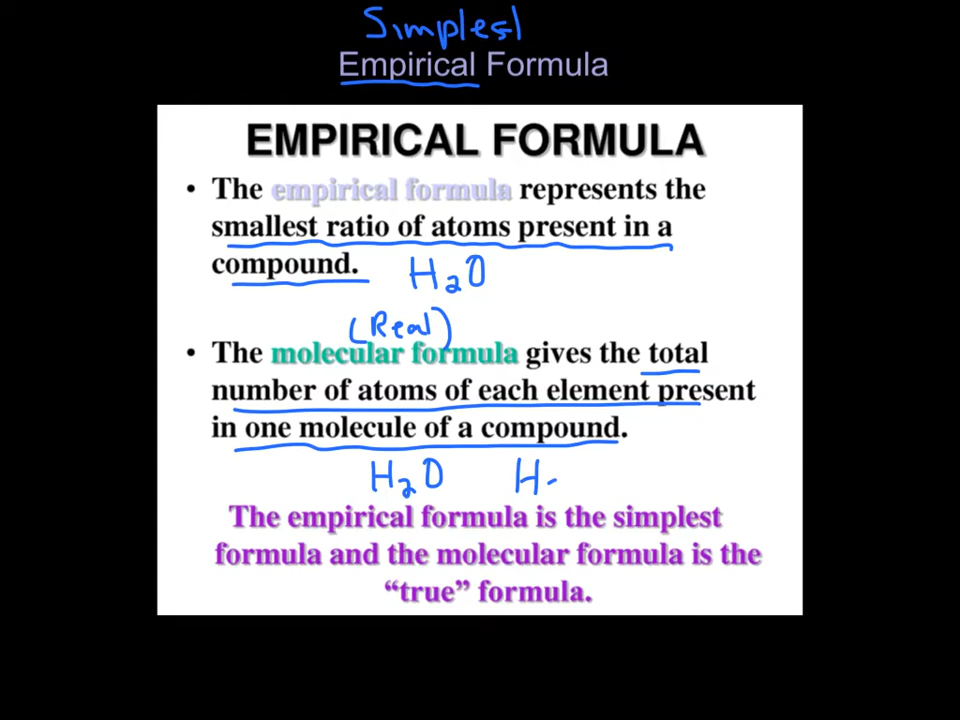 Simplest
Empirical Formula
EMPIRICAL FORMULA
• The empirical formula represents the
smallest ratio of atoms present in a
compound. H₂O
(Real)
• The molecular formula gives the total
number of atoms of each element present
in one molecule of a compound.
H₂O H
The empirical formula is the simplest
formula and the molecular formula is the
“true” formula.